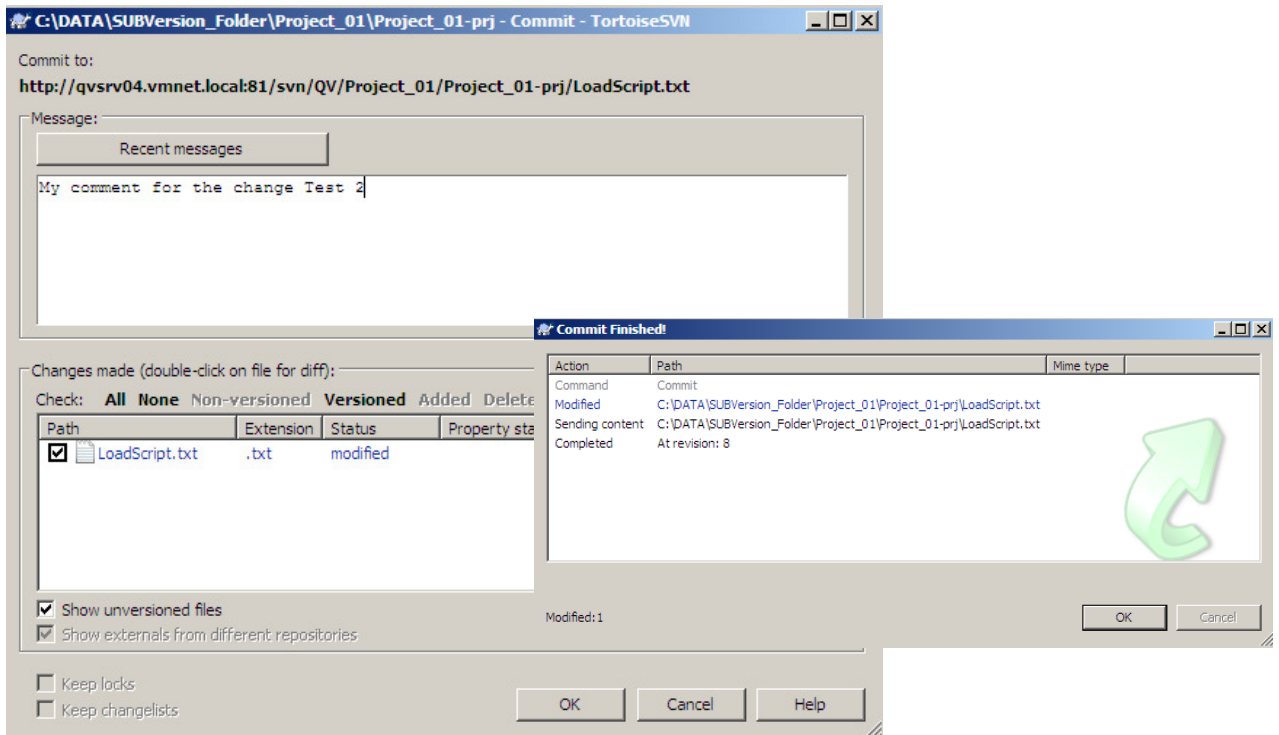 C:\DATA\SUBVersion_Folder\Project_01\Project_01-prj - Commit - TortoiseSVN
Commit to:
http://qvsrv04.vmnet.local:81/svn/QV/Project_01/Project_01-prj/LoadScript.txt
Message:
Recent messages
My comment for the change Test 2
Changes made (double-click on file for diff):
Check: All None Non-versioned Versioned Added Delete
Path Extension Status Property sta
LoadScript.txt .txt modified
Show unversioned files
Show externals from different repositories
Keep locks
Keep changelists
OK Cancel Help
Commit Finished!
Action Path Mime type
Command Commit
Modified C:\DATA\SUBVersion_Folder\Project_01\Project_01-prj\LoadScript.txt
Sending content C:\DATA\SUBVersion_Folder\Project_01\Project_01-prj\LoadScript.txt
Completed At revision: 8
Modified:1
OK Cancel